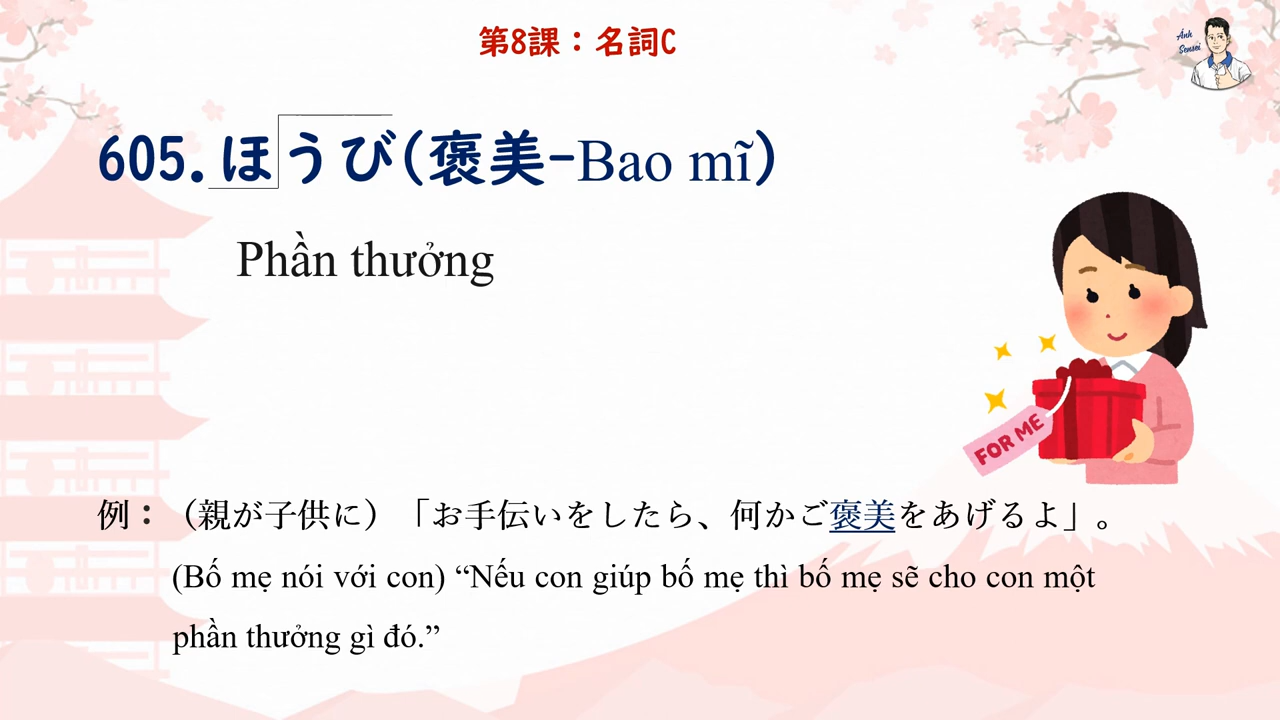 第8課：名詞C
Anh
Sensei
605.ほうび(褒美-Bao mĩ)
Phần thưởng
FOR ME
例：（親が子供に）「お手伝いをしたら、何かご褒美をあげるよ」。
(Bố mẹ nói với con) “Nếu con giúp bố mẹ thì bố mẹ sẽ cho con một
phần thưởng gì đó.”